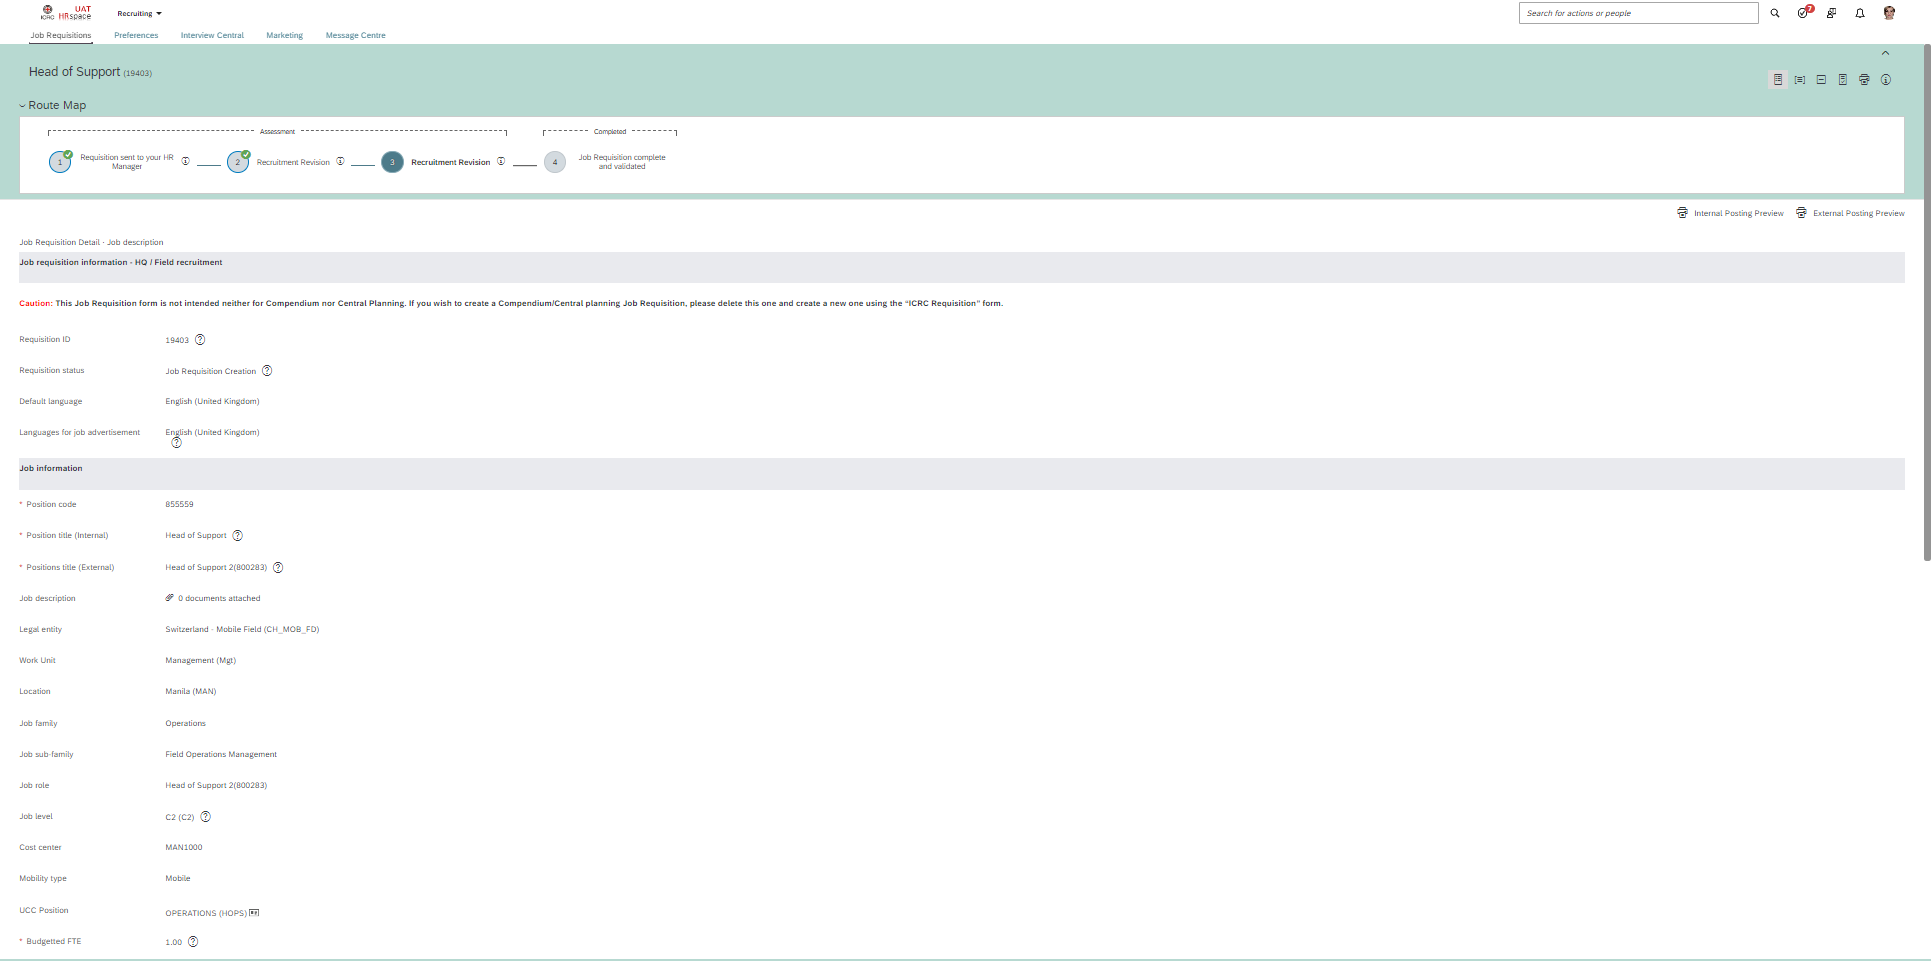 ICRC
UAT
HRspace
Recruiting
Search for actions or people
7
Job Requisitions
Preferences
Interview Central
Marketing
Message Centre
Head of Support (19403)
Route Map
Assessment
Completed
1
Requisition sent to your HR
Manager
2
Recruitment Revision
3
Recruitment Revision
4
Job Requisition complete
and validated
Internal Posting Preview
External Posting Preview
Job Requisition Detail - Job description
Job requisition information - HQ / Field recruitment
Caution: This Job Requisition form is not intended neither for Compendium nor Central Planning. If you wish to create a Compendium/Central planning Job Requisition, please delete this one and create a new one using the “ICRC Requisition” form.
Requisition ID 19403
Requisition status Job Requisition Creation
Default language English (United Kingdom)
Languages for job advertisement English (United Kingdom)
Job information
* Position code 855559
* Position title (Internal) Head of Support
* Positions title (External) Head of Support 2(800283)
Job description 0 documents attached
Legal entity Switzerland - Mobile Field (CH_MOB_FD)
Work Unit Management (Mgt)
Location Manila (MAN)
Job family Operations
Job sub-family Field Operations Management
Job role Head of Support 2(800283)
Job level C2 (C2)
Cost center MAN1000
Mobility type Mobile
UCC Position OPERATIONS (HOPS)
* Budgetted FTE 1.00